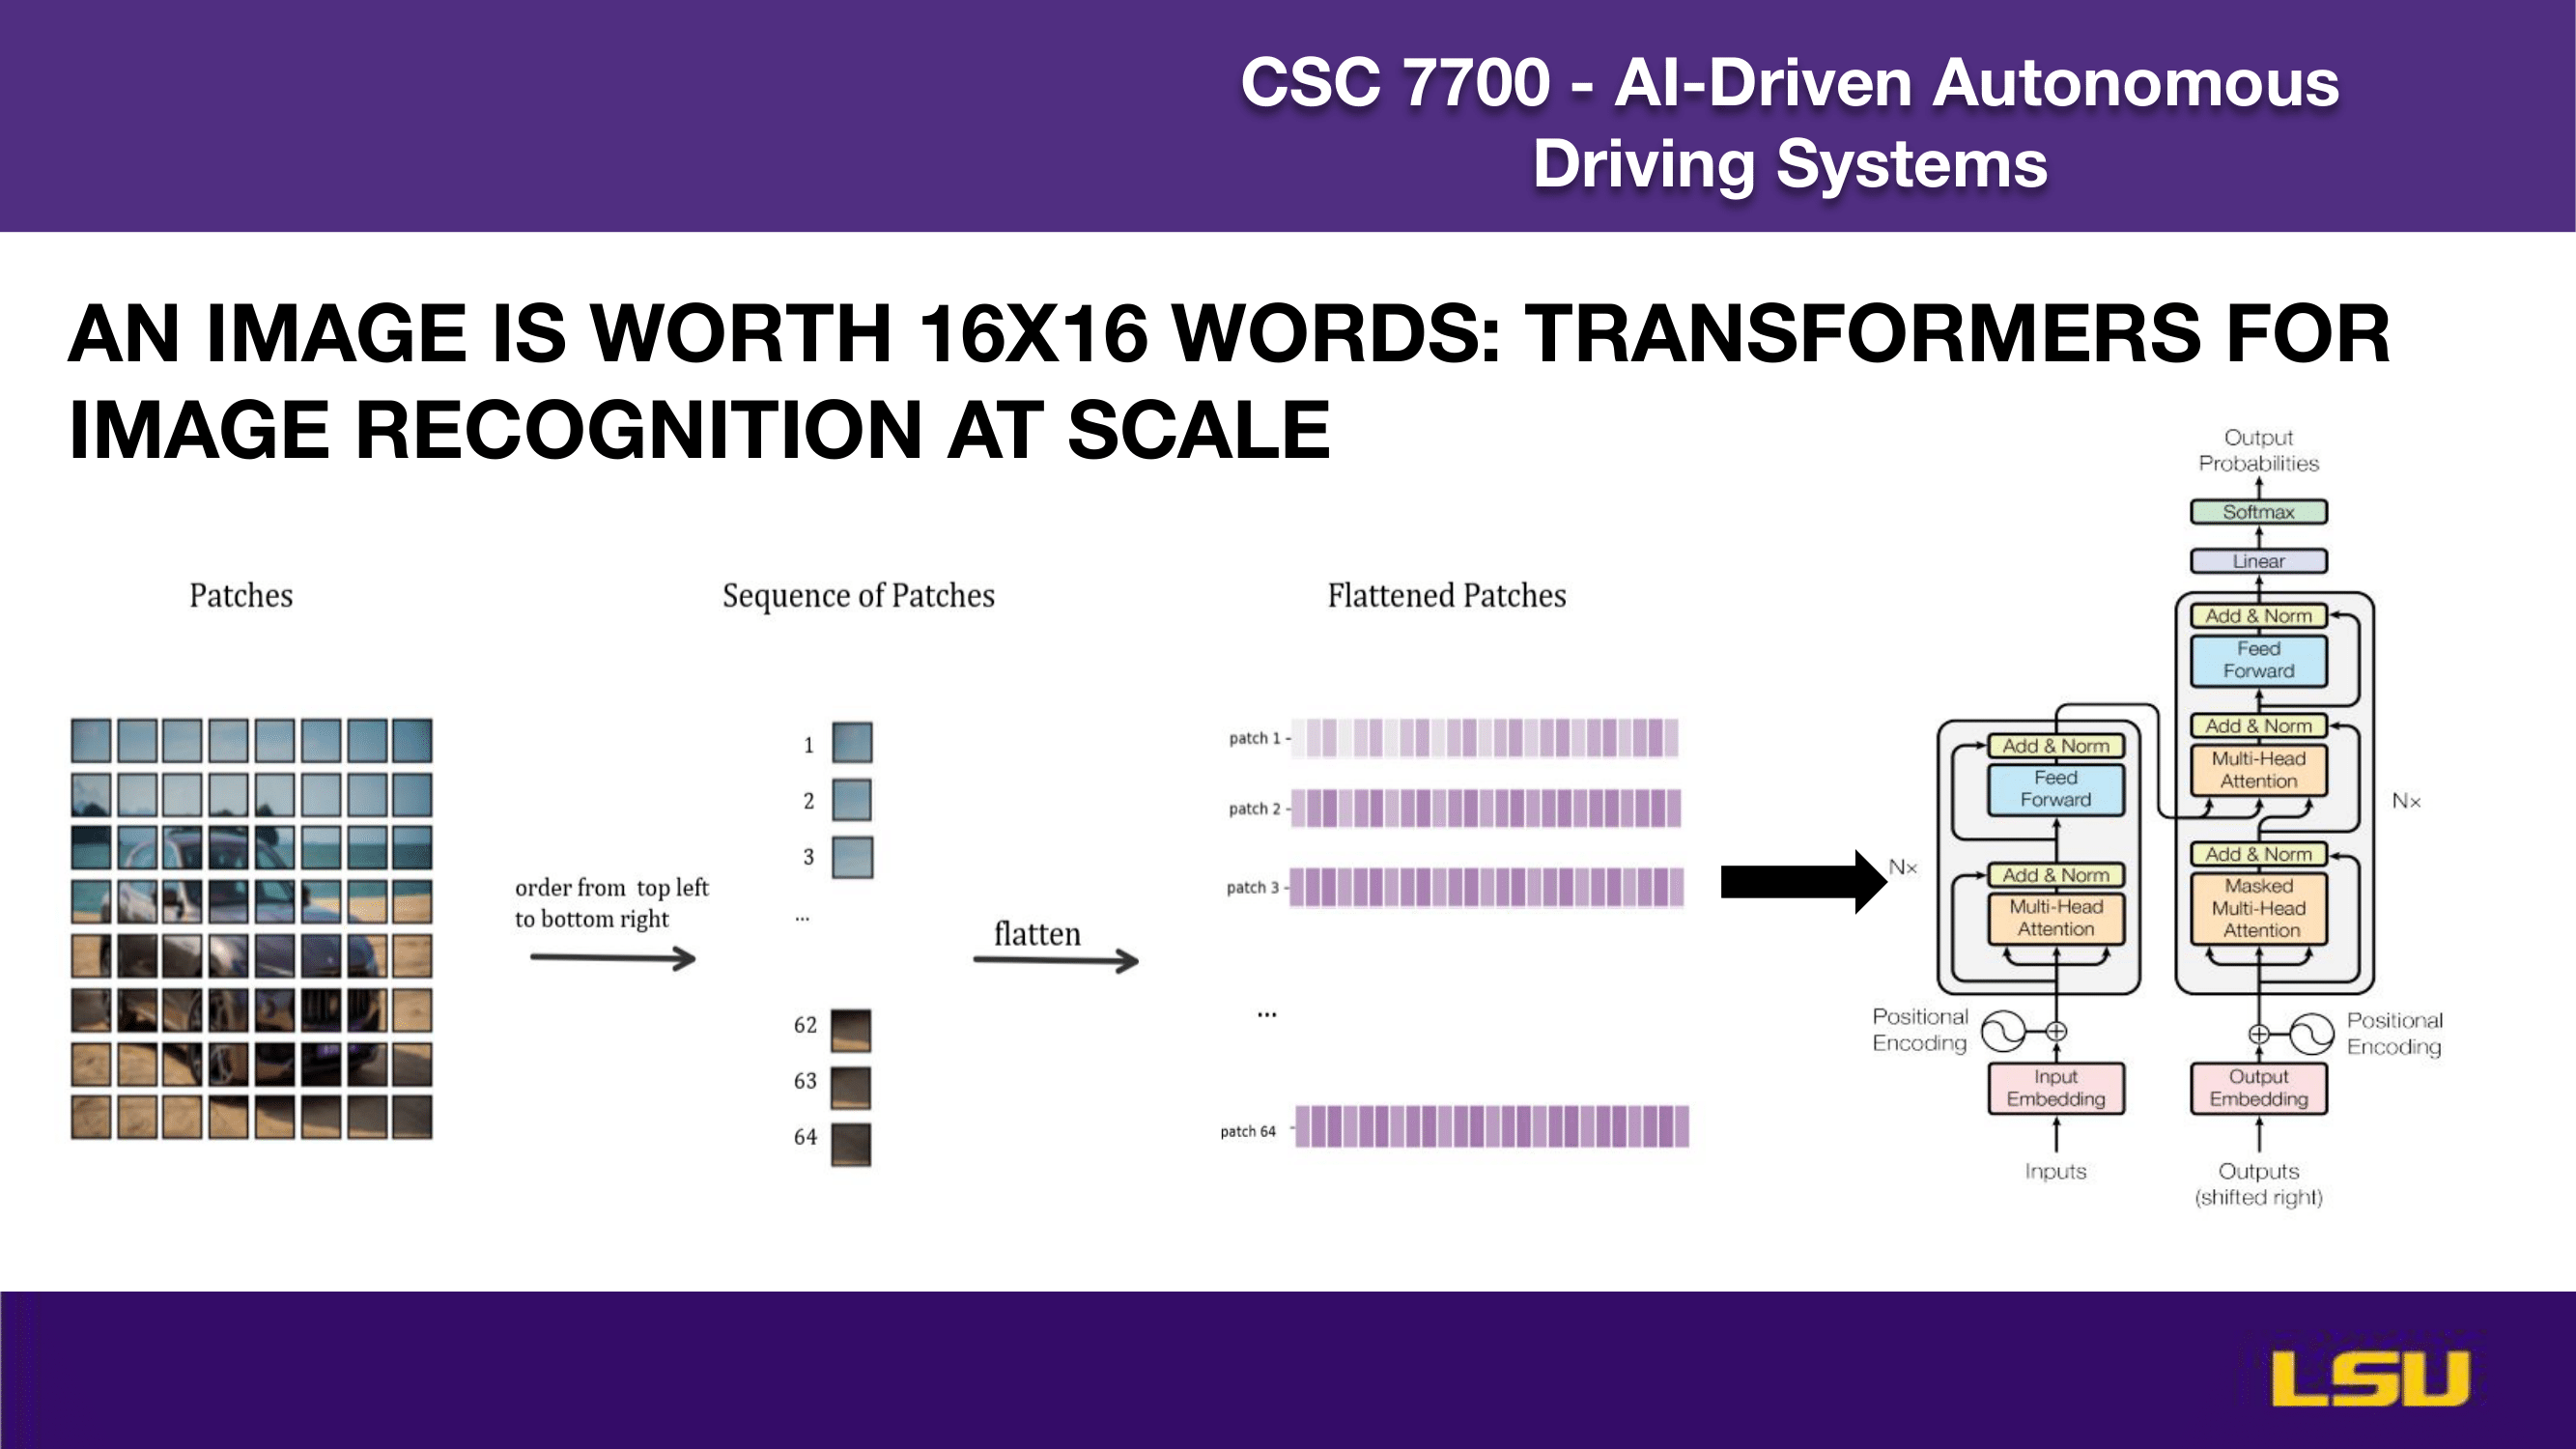 CSC 7700 - AI-Driven Autonomous
Driving Systems
AN IMAGE IS WORTH 16X16 WORDS: TRANSFORMERS FOR
IMAGE RECOGNITION AT SCALE
Patches
order from top left
to bottom right
Sequence of Patches
1
2
3
...
62
63
64
flatten
Flattened Patches
patch 1
patch 2
patch 3
...
patch 64
Output
Probabilities
Softmax
Linear
Add & Norm
Feed
Forward
Add & Norm
Multi-Head
Attention
Nx
Add & Norm
Masked
Multi-Head
Attention
Positional
Encoding
Output
Embedding
Outputs
(shifted right)
Add & Norm
Feed
Forward
Nx
Add & Norm
Multi-Head
Attention
Positional
Encoding
Input
Embedding
Inputs
LSU